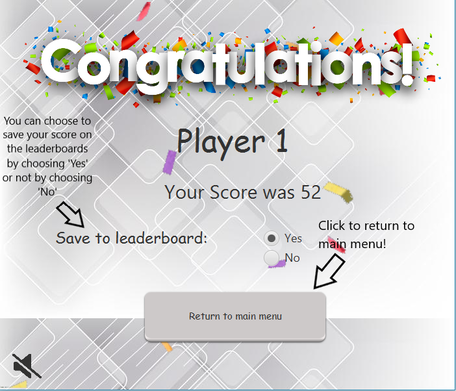 Congratulations!
You can choose to
save your score on
the leaderboards
by choosing 'Yes'
or not by choosing
'No'
Player 1
Your Score was 52
Save to leaderboard:
Yes
No
Click to return to
main menu!
Return to main menu